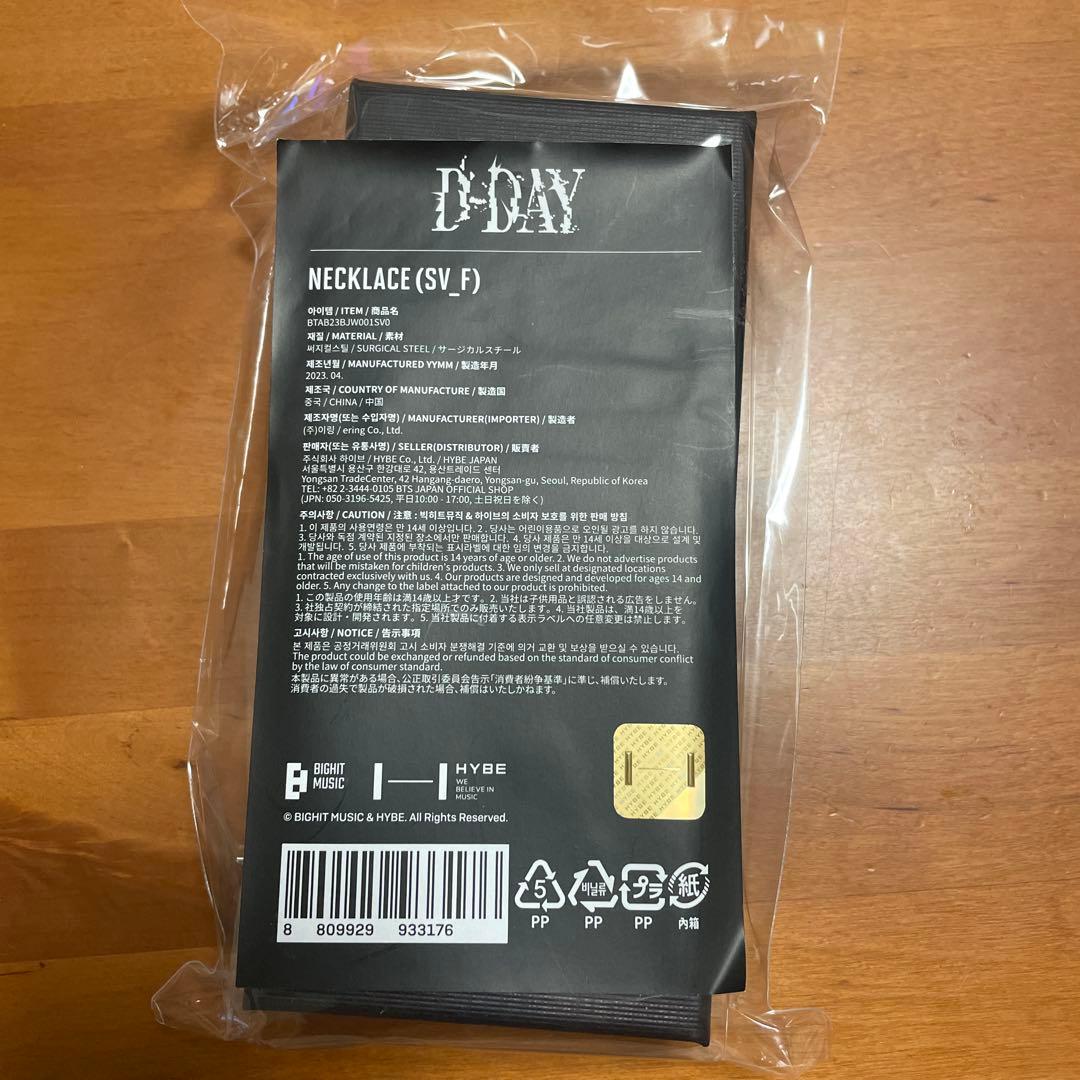 D-DAY
NECKLACE (SV_F)
아이템 / ITEM / 商品名
BTAB23BJW001SV0
재질 / MATERIAL / 素材
써지컬스틸 / SURGICAL STEEL / サージカルスチール
제조년월 / MANUFACTURED YYMM / 製造年月
2023. 04.
제조국 / COUNTRY OF MANUFACTURE / 製造国
중국 / CHINA / 中国
제조자명(또는 수입자명) / MANUFACTURER(IMPORTER) / 製造者
(주)이링 / ering Co., Ltd.
판매자(또는 유통사명) / SELLER(DISTRIBUTOR) / 販賣者
주식회사 하이브 / HYBE Co., Ltd. / HYBE JAPAN
서울특별시 용산구 한강대로 42, 용산트레이드 센터
Yongsan TradeCenter, 42 Hangang-daero, Yongsan-gu, Seoul, Republic of Korea
TEL: +82 2-3444-0105 BTS JAPAN OFFICIAL SHOP
(JPN: 050-3196-5425, 平日10:00 - 17:00, 土日祝日を除く)
주의사항 / CAUTION / 注意 : 빅히트뮤직 & 하이브의 소비자 보호를 위한 판매 방침
1. 이 제품의 사용연령은 만 14세 이상입니다. 2 . 당사는 어린이용품으로 오인될 광고를 하지 않습니다.
3. 당사와 독점 계약된 지정된 장소에서만 판매합니다. 4. 당사 제품은 만 14세 이상을 대상으로 설계 및
개발됩니다. 5. 당사 제품에 부착되는 표시라벨에 대한 임의 변경을 금지합니다.
1. The age of use of this product is 14 years of age or older. 2. We do not advertise products
that will be mistaken for children's products. 3. We only sell at designated locations
contracted exclusively with us. 4. Our products are designed and developed for ages 14 and
older. 5. Any change to the label attached to our product is prohibited.
1. この製品の使用年齢は満14歳以上才です。2. 当社は子供用品と誤認される広告をしません。
3. 社独占契約が締結された指定場所でのみ販売いたします。4. 当社製品は、満14歳以上を
対象に設計・開発されます。5. 当社製品に付着する表示ラベルへの任意変更は禁止します。
고시사항 / NOTICE / 告示事項
본 제품은 공정거래위원회 고시 소비자 분쟁해결 기준에 의거 교환 및 보상을 받으실 수 있습니다.
The product could be exchanged or refunded based on the standard of consumer conflict
by the law of consumer standard.
本製品に異常がある場合、公正取引委員会告示「消費者紛争基準」に準じ、補償いたします。
消費者の過失で製品が破損された場合、補償はいたしかねます。
BIGHIT
MUSIC
HYBE
WE
BELIEVE IN
MUSIC
© BIGHIT MUSIC & HYBE. All Rights Reserved.
8 809929 933176
5
PP
비닐류
PP
プラ
PP
紙
內箱